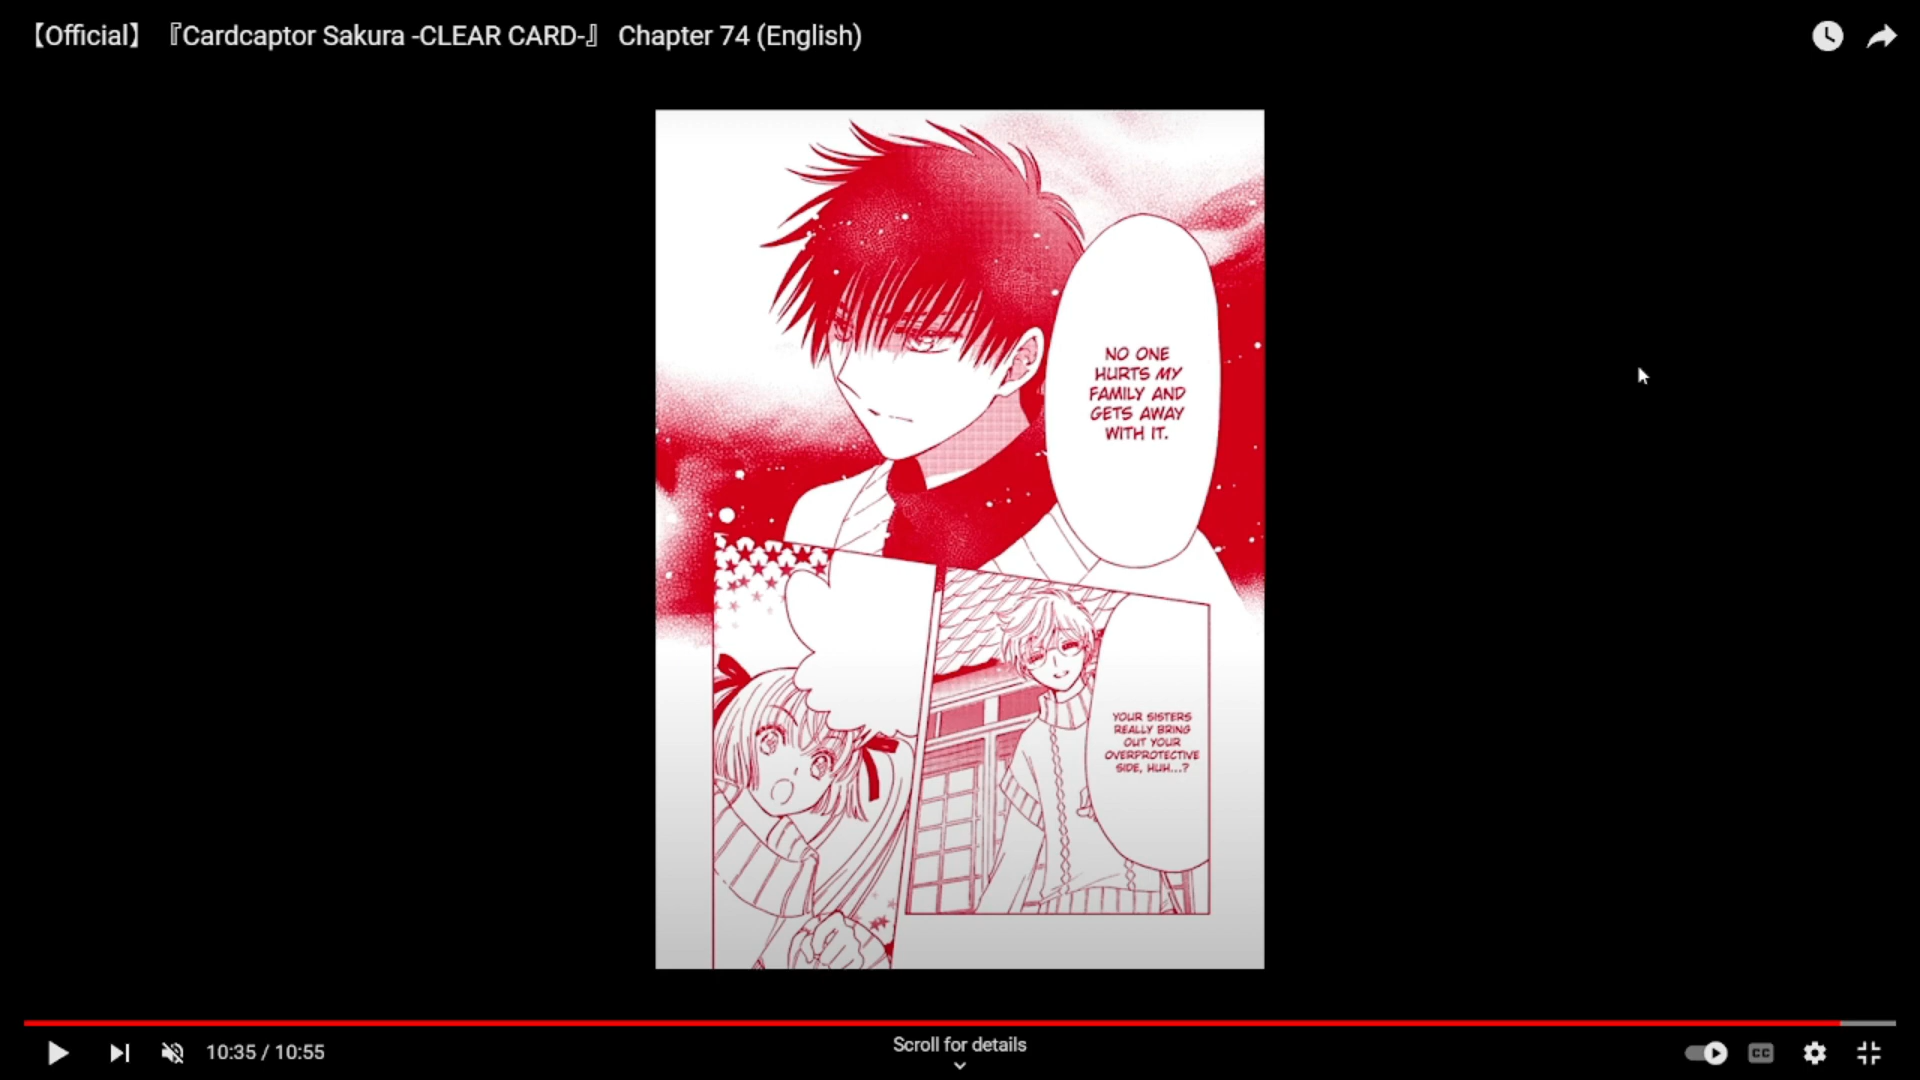 【Official】『Cardcaptor Sakura -CLEAR CARD-』 Chapter 74 (English)
NO ONE
HURTS MY
FAMILY AND
GETS AWAY
WITH IT.
YOUR SISTERS
REALLY BRING
OUT YOUR
OVERPROTECTIVE
SIDE, HUH...?
10:35 / 10:55
Scroll for details
CC